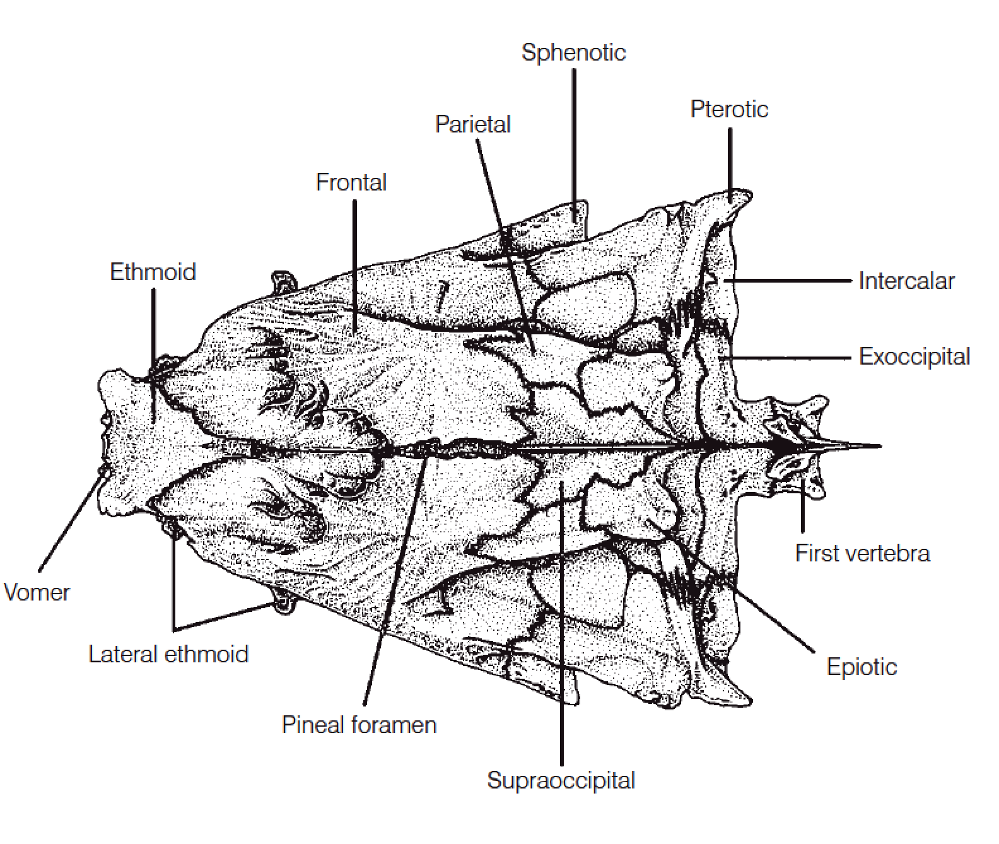 Sphenotic
Pterotic
Parietal
Frontal
Ethmoid
Intercalar
Exoccipital
First vertebra
Vomer
Lateral ethmoid
Epiotic
Pineal foramen
Supraoccipital